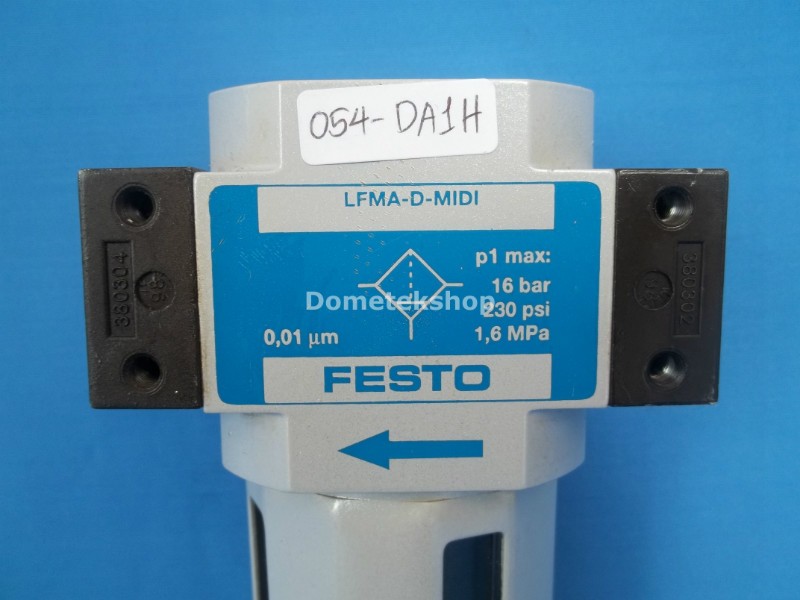 054-DA1H
LFMA-D-MIDI
p1 max:
16 bar
230 psi
1,6 MPa
0,01 µm
Dometekshop
FESTO
380304
380302